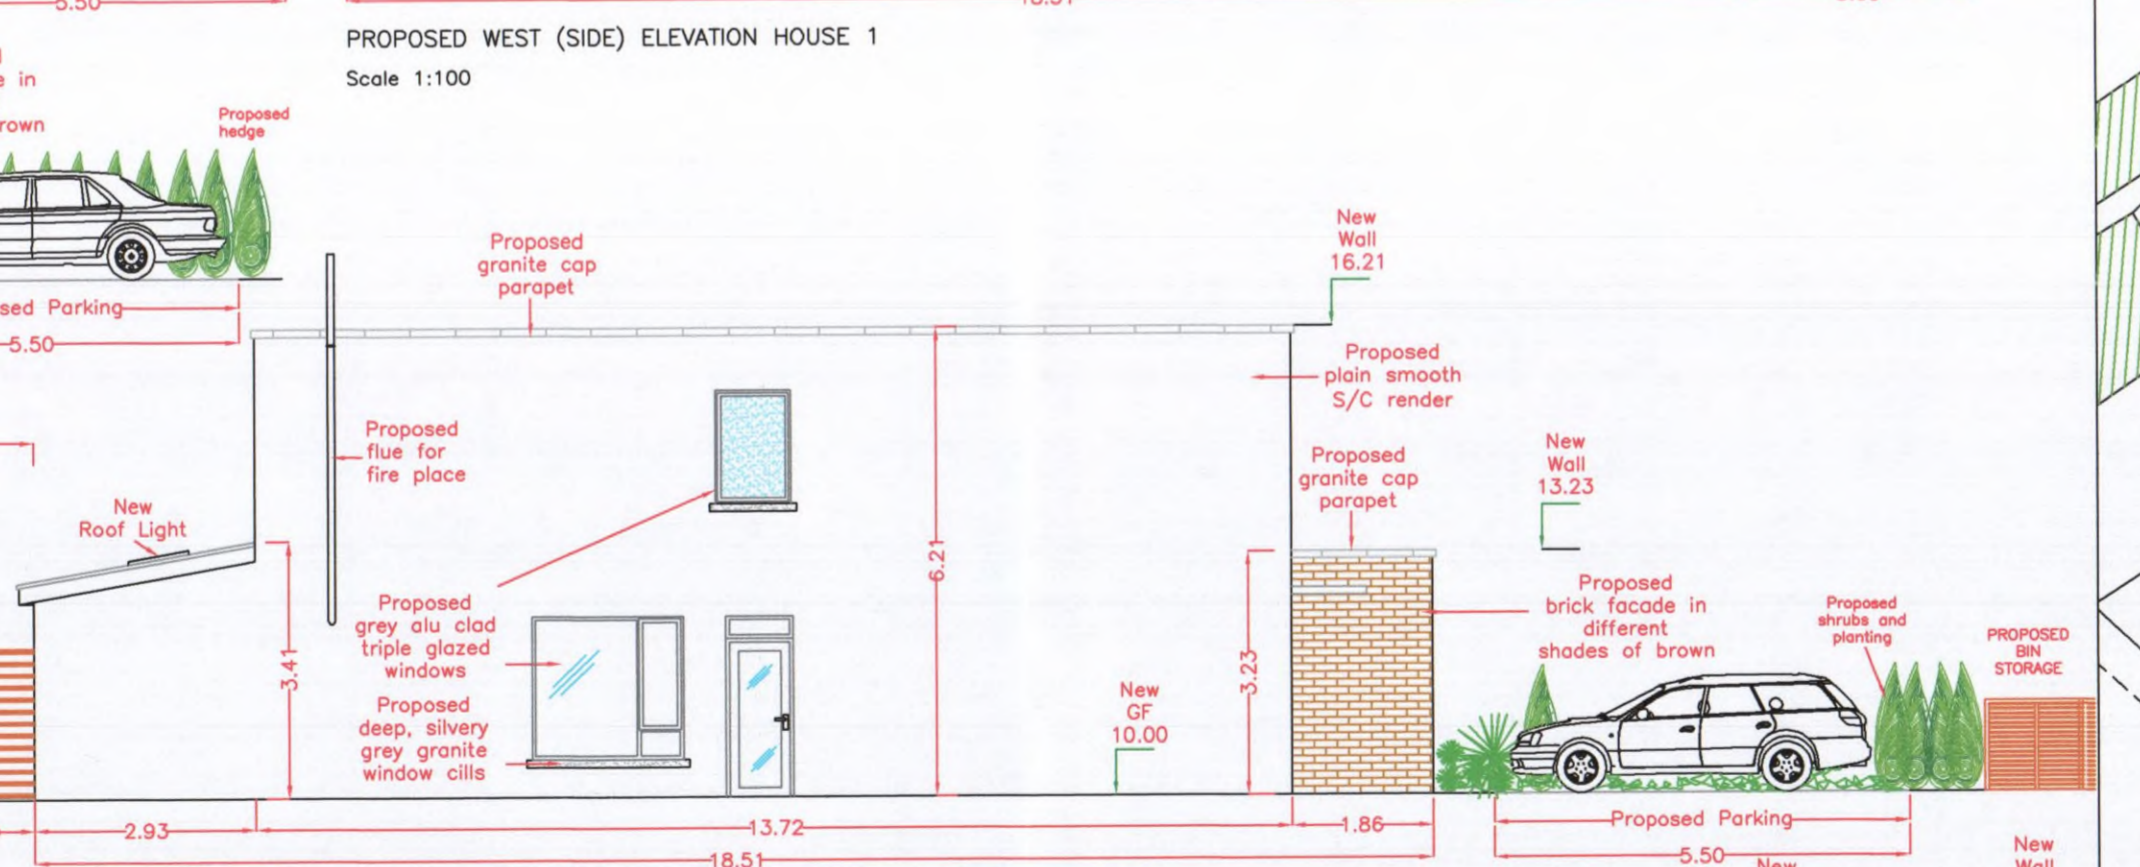 5.50
PROPOSED WEST (SIDE) ELEVATION HOUSE 1
Scale 1:100
e in
rown
Proposed
hedge
sed Parking
5.50
Proposed
granite cap
parapet
New
Wall
16.21
Proposed
plain smooth
S/C render
Proposed
flue for
fire place
New
Roof Light
Proposed
granite cap
parapet
New
Wall
13.23
3.41
6.21
3.23
Proposed
grey alu clad
triple glazed
windows
Proposed
deep, silvery
grey granite
window cills
New
GF
10.00
Proposed
brick facade in
different
shades of brown
Proposed
shrubs and
planting
PROPOSED
BIN
STORAGE
2.93
13.72
1.86
Proposed Parking
18.51
5.50
New
New
Wall